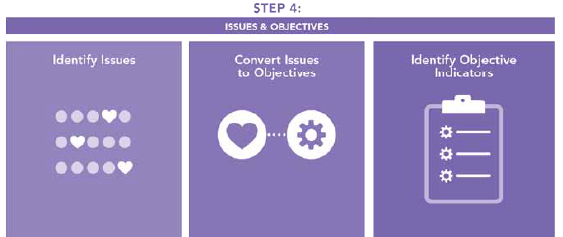 STEP 4:
ISSUES & OBJECTIVES
Identify Issues
Convert Issues
to Objectives
Identify Objective
Indicators